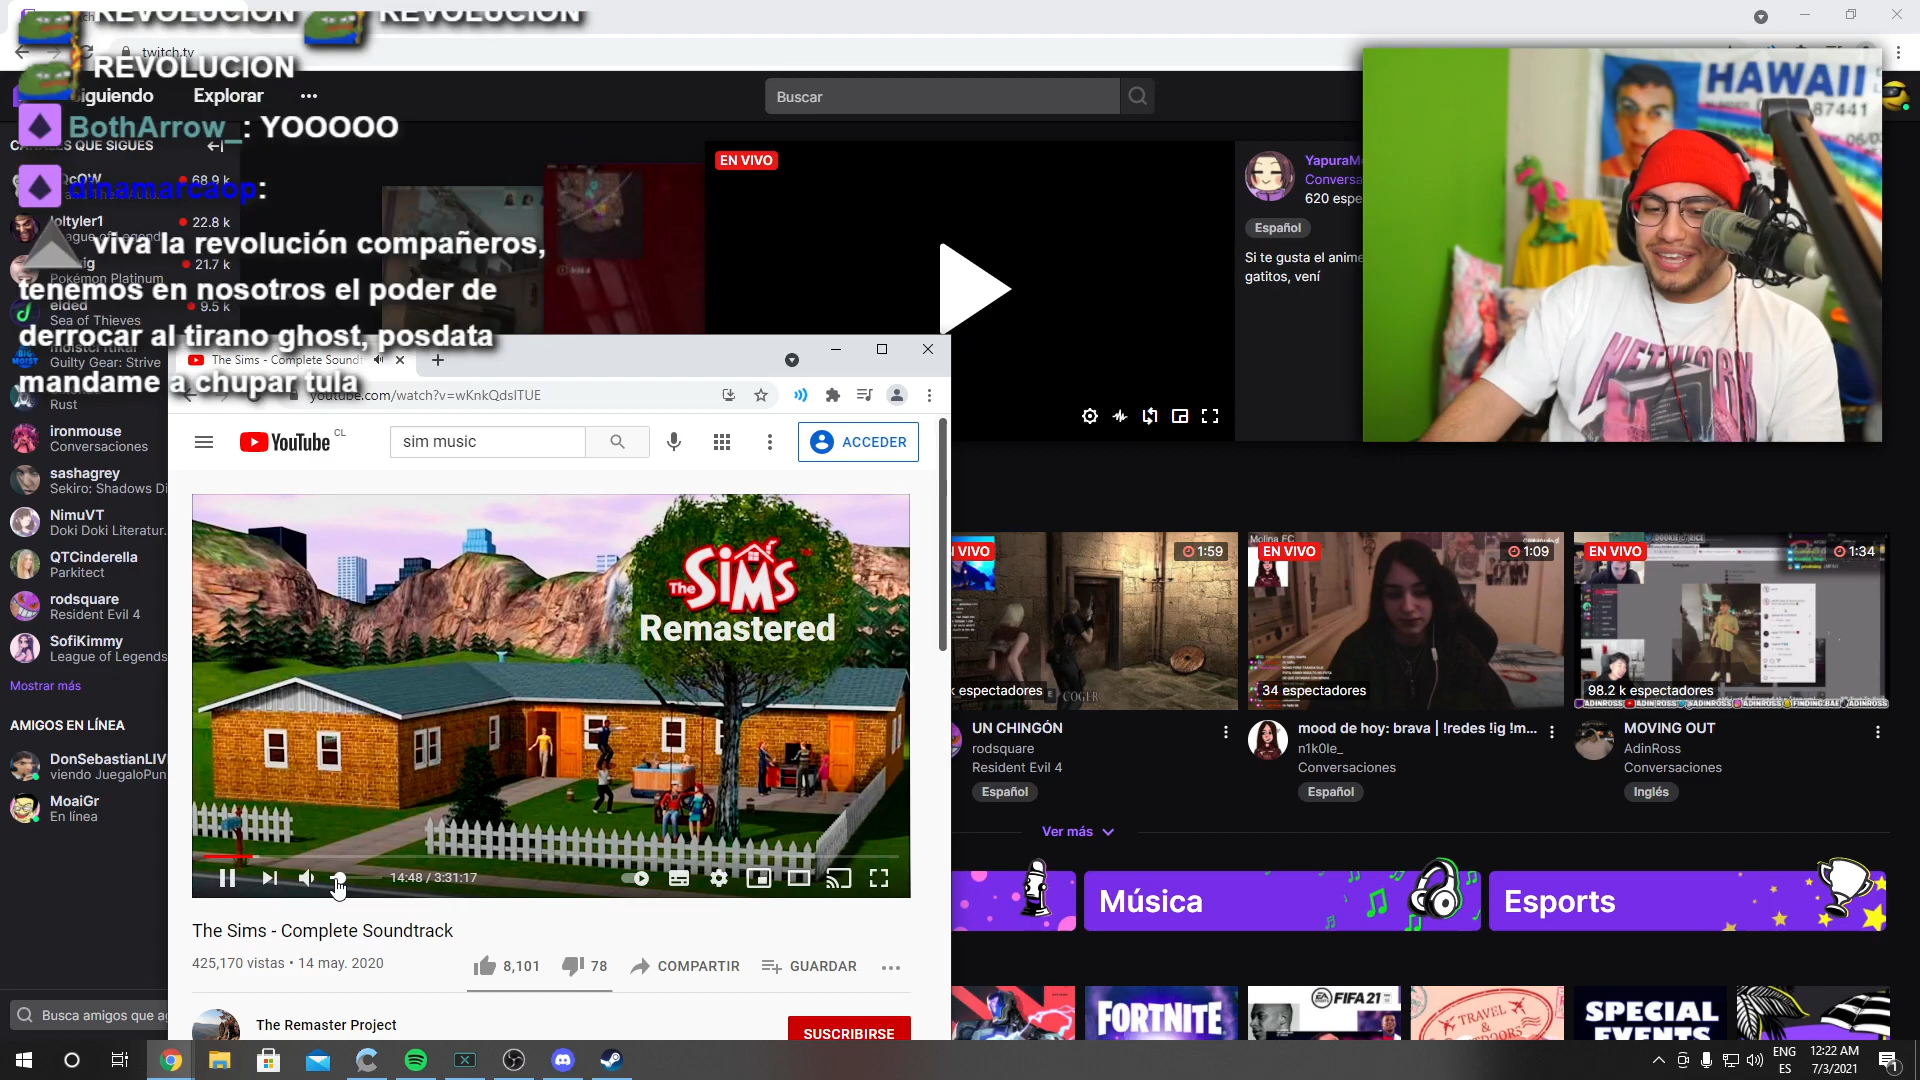 REVOLUCION REVOLUCION
REVOLUCION
BothArrow_: YOOOOO
dinamarcaop:
viva la revolución compañeros,
tenemos en nosotros el poder de
derrocar al tirano ghost, posdata
mandame a chupar tula
twitch.tv
Explorar
Buscar
QUE SIGUES
68.9 k
loltyler1
22.8 k
21.7 k
Pokémon Platinum
elded
9.5 k
Sea of Thieves
Guilty Gear: Strive
Rust
ironmouse
Conversaciones
sashagrey
Sekiro: Shadows Di
NimuVT
Doki Doki Literatur.
QTCinderella
Parkitect
rodsquare
Resident Evil 4
SofiKimmy
League of Legends
Mostrar más
AMIGOS EN LÍNEA
DonSebastianLIV
viendo JuegaloPun
MoaiGr
En línea
Busca amigos que ag
EN VIVO
YapuraM
Conversa
620 espe
Español
Si te gusta el anime
gatitos, vení
HAWAII
87441
NETWORK
The Sims - Complete Soundt
youtube.com/watch?v=wKnkQdsITUE
YouTube CL
sim music
ACCEDER
The Sims
Remastered
14:48 / 3:31:17
The Sims - Complete Soundtrack
425,170 vistas • 14 may. 2020
8,101
78
COMPARTIR
GUARDAR
The Remaster Project
SUSCRIBIRSE
N VIVO
1:59
k espectadores
UN CHINGÓN
rodsquare
Resident Evil 4
Español
Molina FC
EN VIVO
1:09
34 espectadores
mood de hoy: brava | !redes !ig !m...
n1k0le_
Conversaciones
Español
EN VIVO
1:34
98.2 k espectadores
MOVING OUT
AdinRoss
Conversaciones
Inglés
Ver más
Música
Esports
FORTNITE
EA SPORTS FIFA 21
TRAVEL
&
OUTDOORS
SPECIAL
EVENTS
ENG
ES
12:22 AM
7/3/2021
1